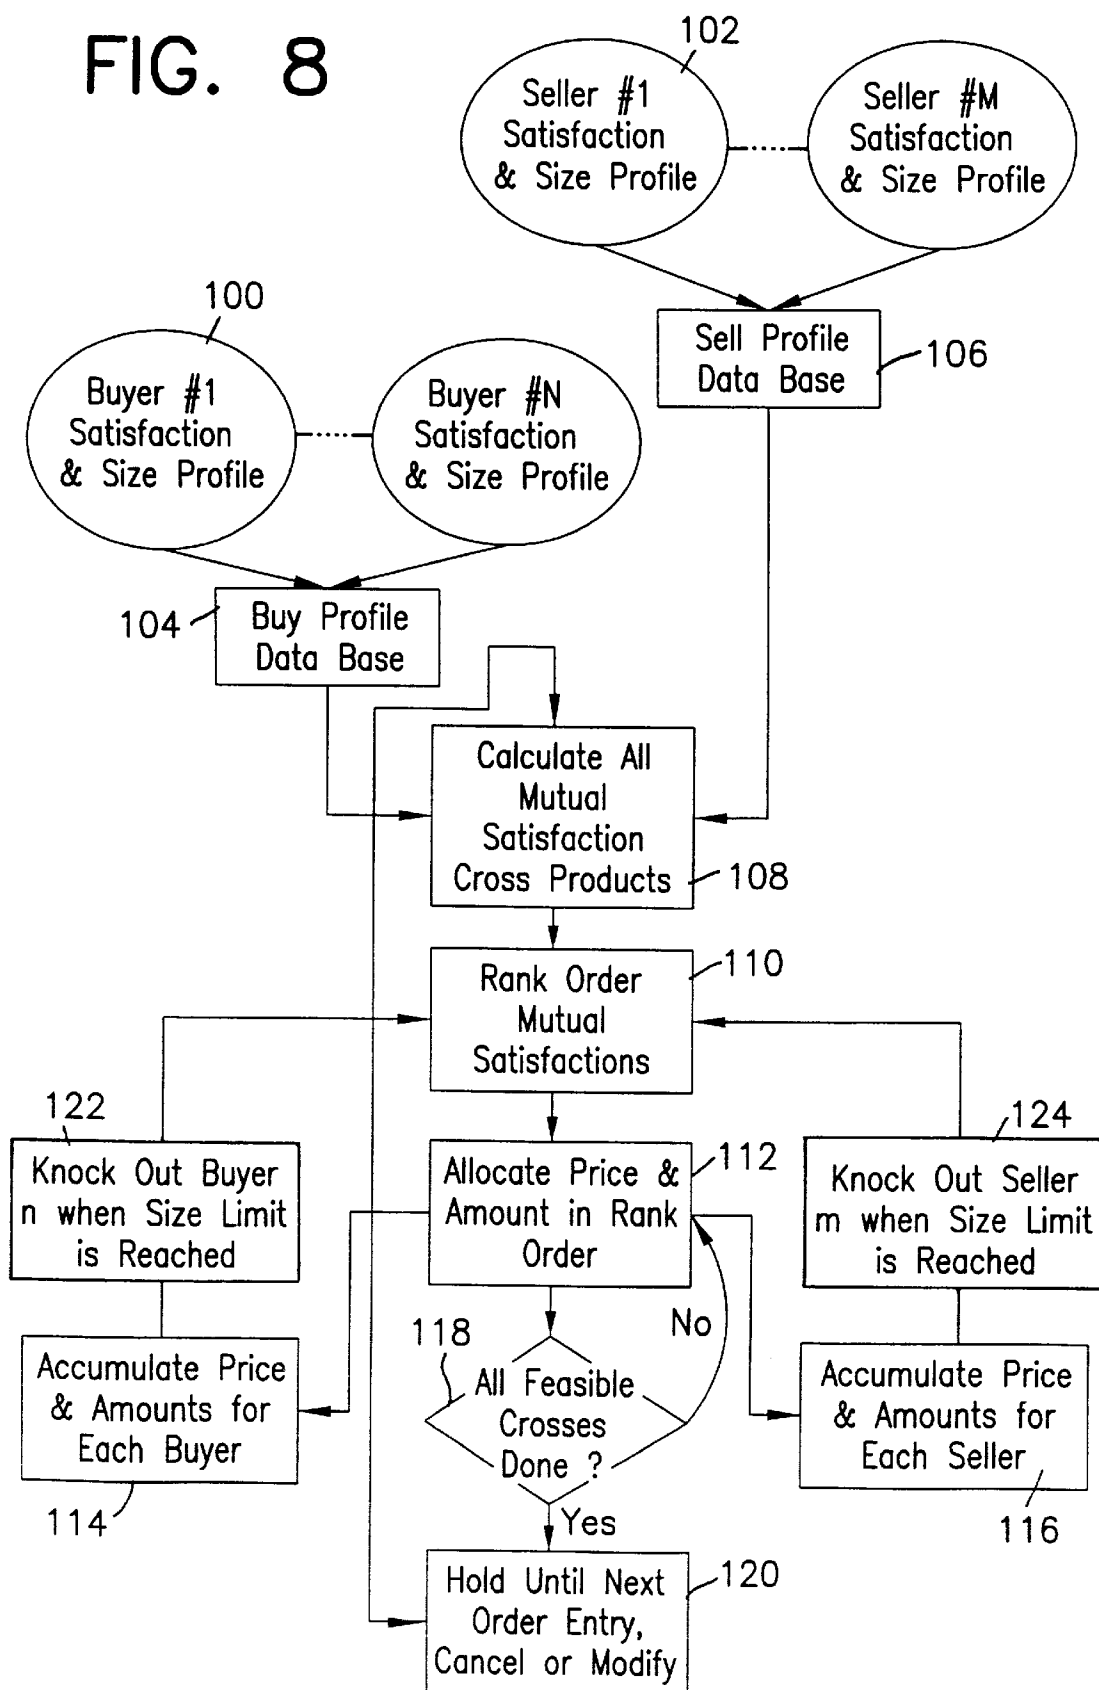 FIG. 8
102
Seller #1
Satisfaction
& Size Profile
Seller #M
Satisfaction
& Size Profile
100
Buyer #1
Satisfaction
& Size Profile
Buyer #N
Satisfaction
& Size Profile
Sell Profile
Data Base
106
104
Buy Profile
Data Base
Calculate All
Mutual
Satisfaction
Cross Products
108
Rank Order
Mutual
Satisfactions
110
122
Knock Out Buyer
n when Size Limit
is Reached
Allocate Price &
Amount in Rank
Order
112
124
Knock Out Seller
m when Size Limit
is Reached
118
All Feasible
Crosses
Done ?
No
Yes
Accumulate Price
& Amounts for
Each Buyer
114
Accumulate Price
& Amounts for
Each Seller
116
Hold Until Next
Order Entry,
Cancel or Modify
120